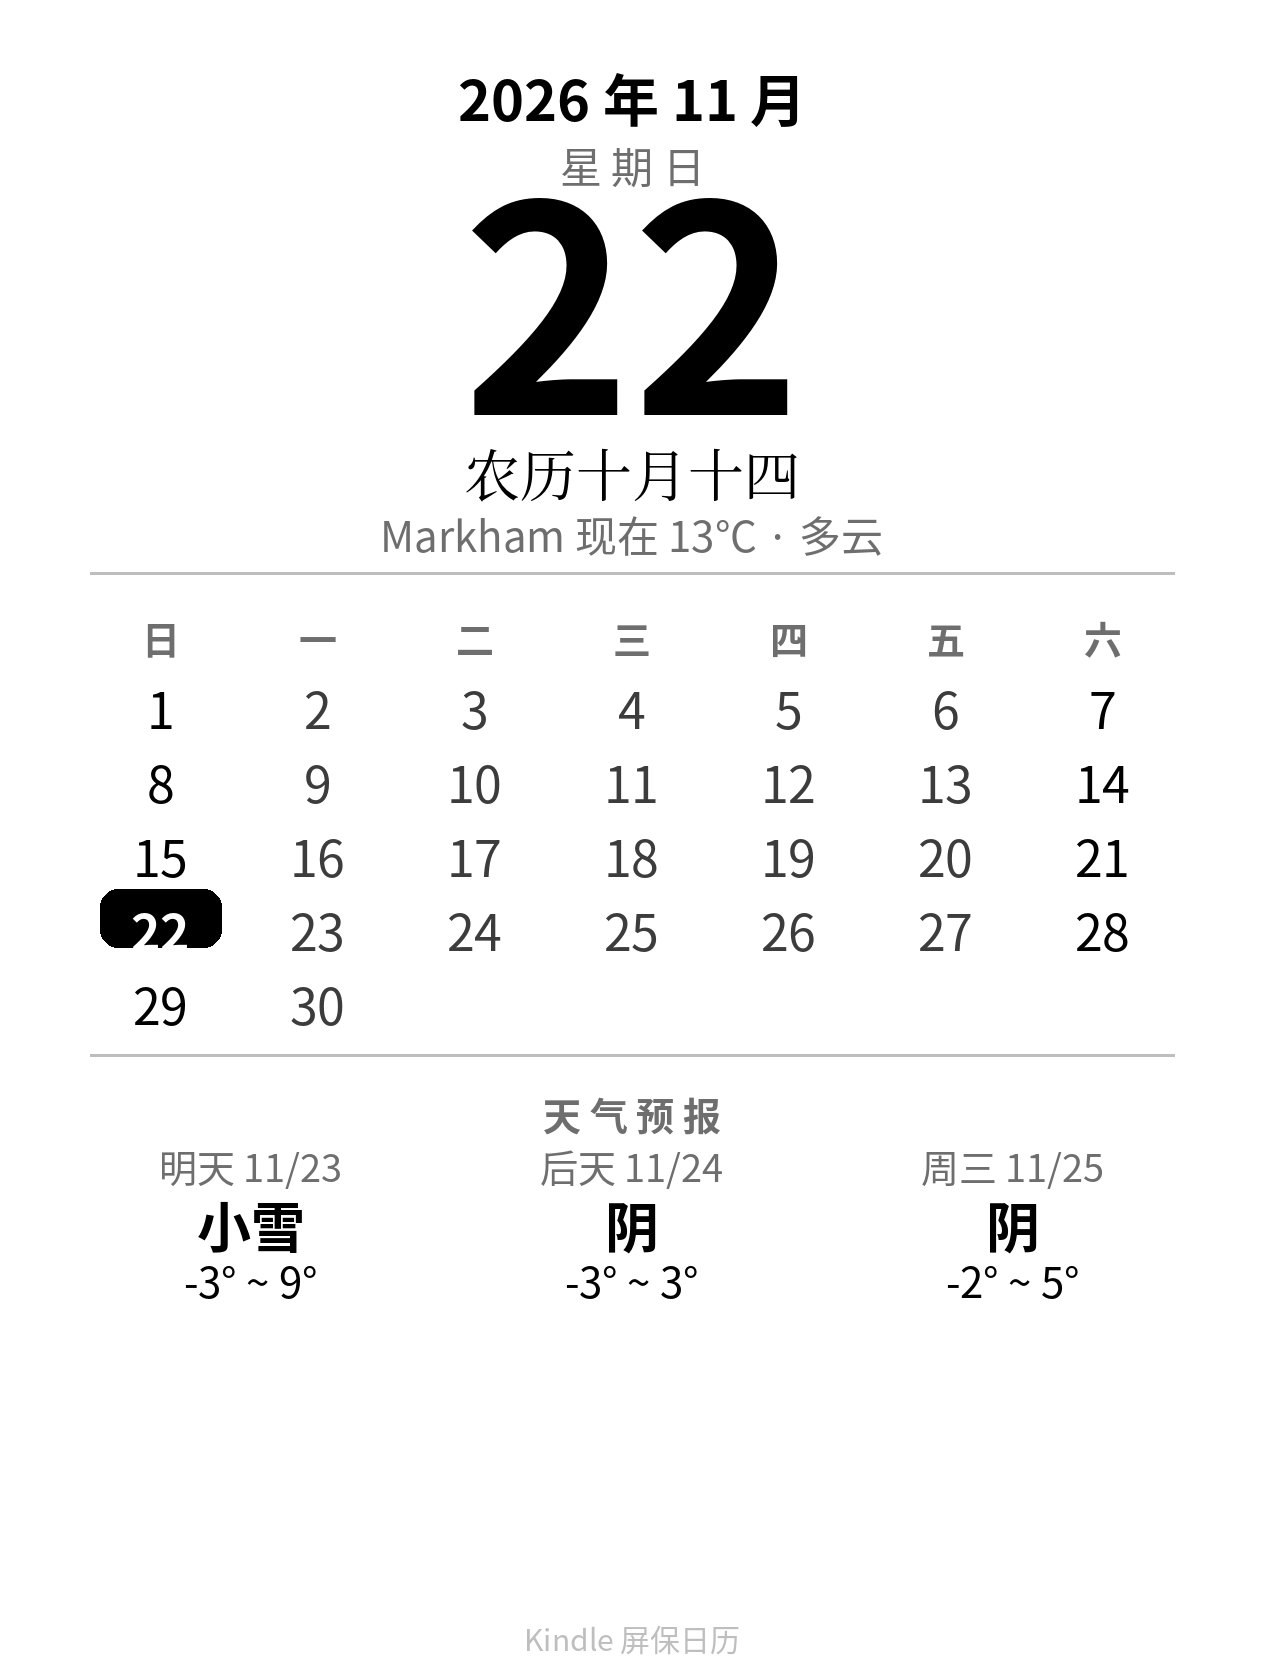 2026 年 11 月
星期日
22
农历十月十四
Markham 现在 13°C · 多云
日 一 二 三 四 五 六
1 2 3 4 5 6 7
8 9 10 11 12 13 14
15 16 17 18 19 20 21
22 23 24 25 26 27 28
29 30
天气预报
明天 11/23 后天 11/24 周三 11/25
小雪 阴 阴
-3° ~ 9° -3° ~ 3° -2° ~ 5°
Kindle 屏保日历